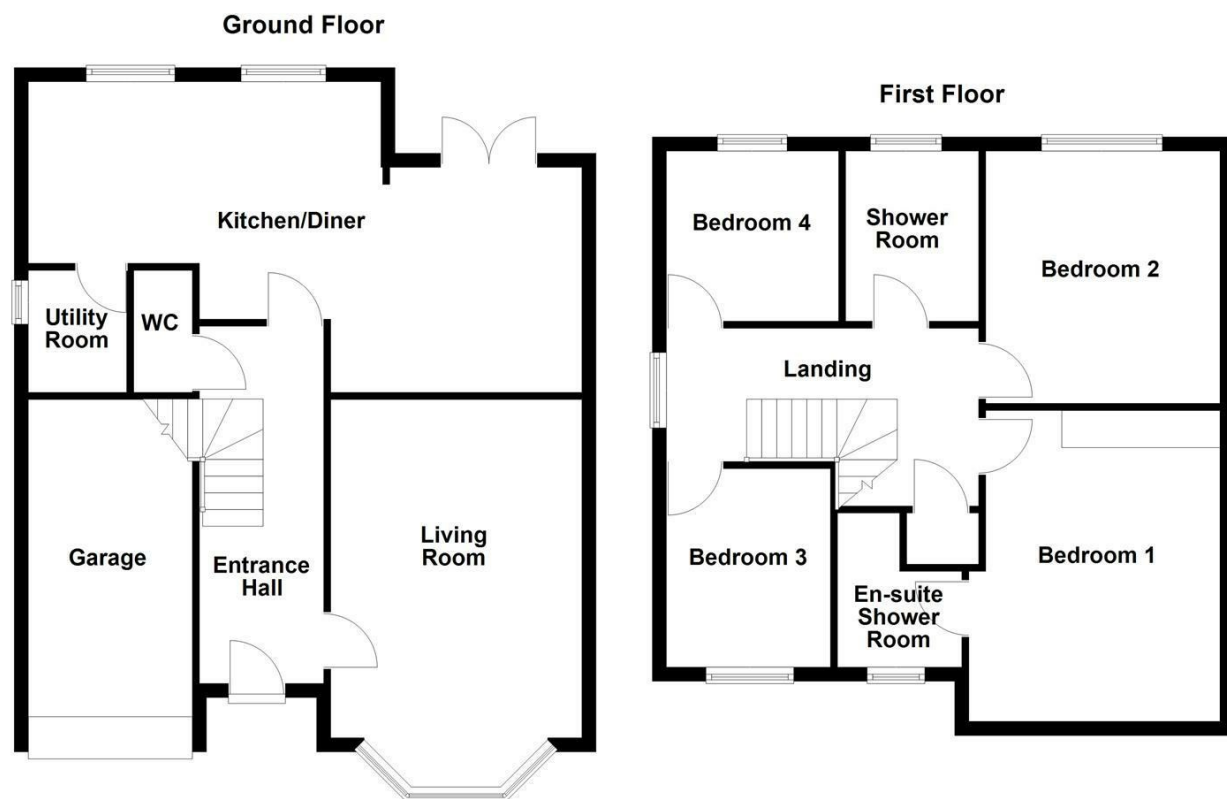 Ground Floor
Kitchen/Diner
Utility
Room
WC
Garage
Entrance
Hall
Living
Room
First Floor
Bedroom 4
Shower
Room
Bedroom 2
Landing
Bedroom 3
En-suite
Shower
Room
Bedroom 1